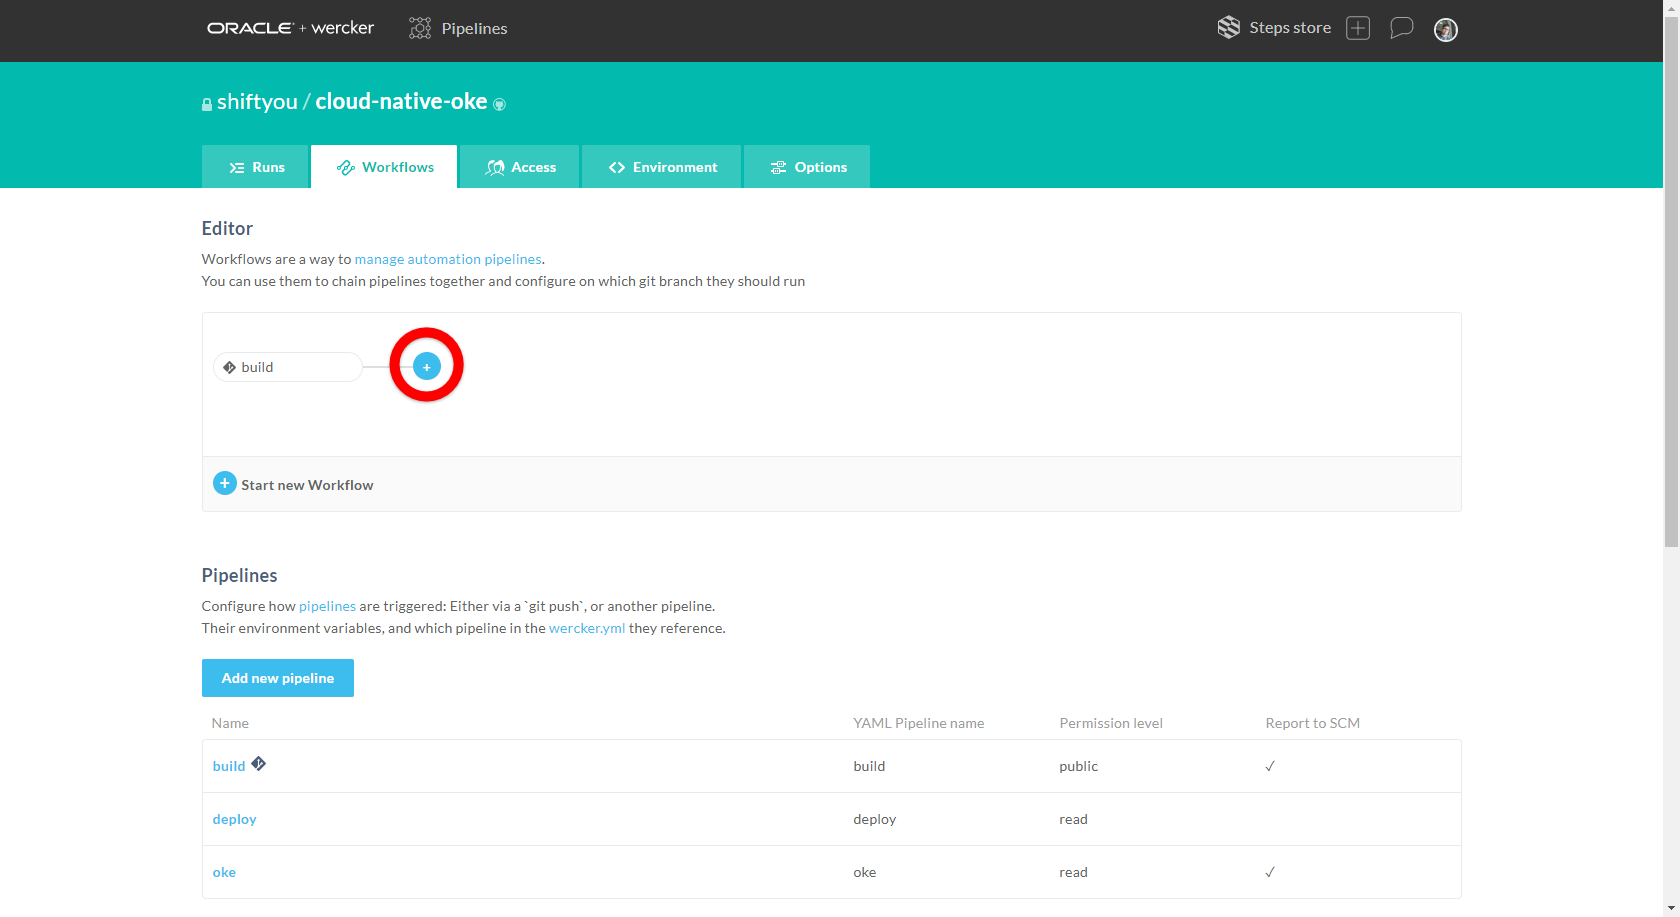 ORACLE + wercker
Pipelines
Steps store
shiftyou / cloud-native-oke
Runs
Workflows
Access
Environment
Options
Editor
Workflows are a way to manage automation pipelines.
You can use them to chain pipelines together and configure on which git branch they should run
build
+
+ Start new Workflow
Pipelines
Configure how pipelines are triggered: Either via a `git push`, or another pipeline.
Their environment variables, and which pipeline in the wercker.yml they reference.
Add new pipeline
Name YAML Pipeline name Permission level Report to SCM
build build public ✓
deploy deploy read
oke oke read ✓